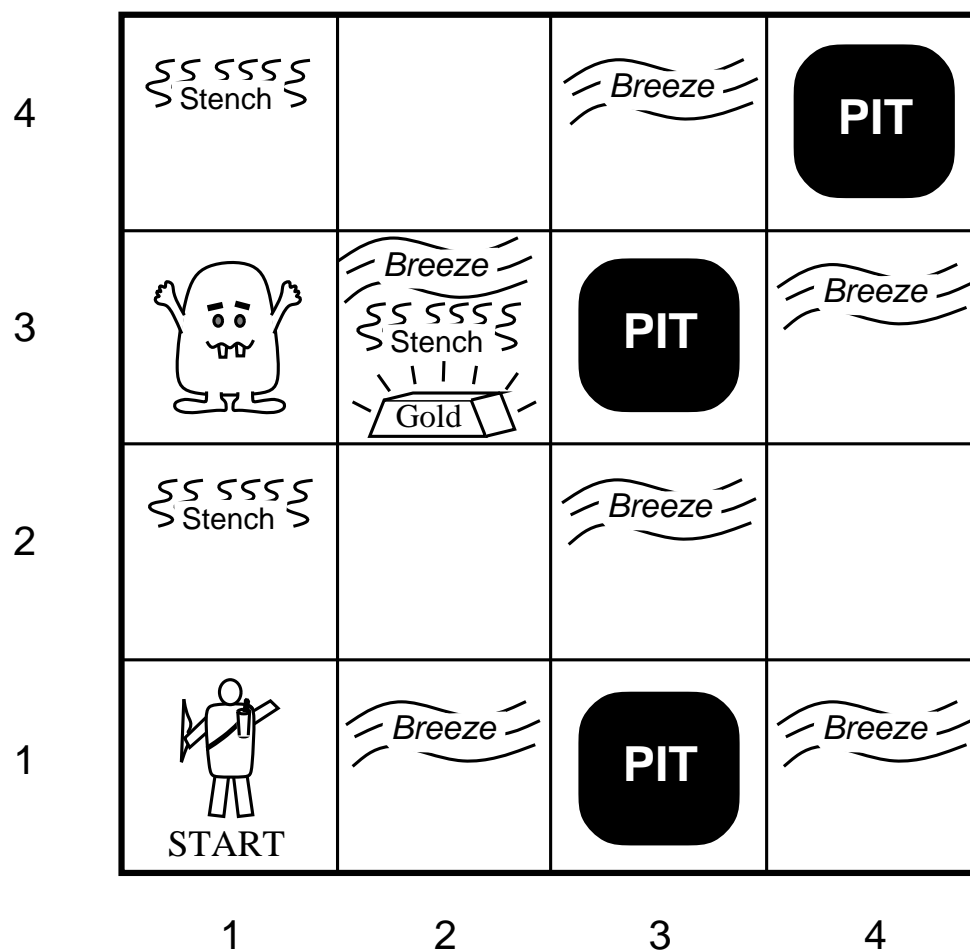 4
Stench
Breeze
PIT
3
Breeze
Stench
Gold
PIT
Breeze
2
Stench
Breeze
1
START
Breeze
PIT
Breeze
1 2 3 4